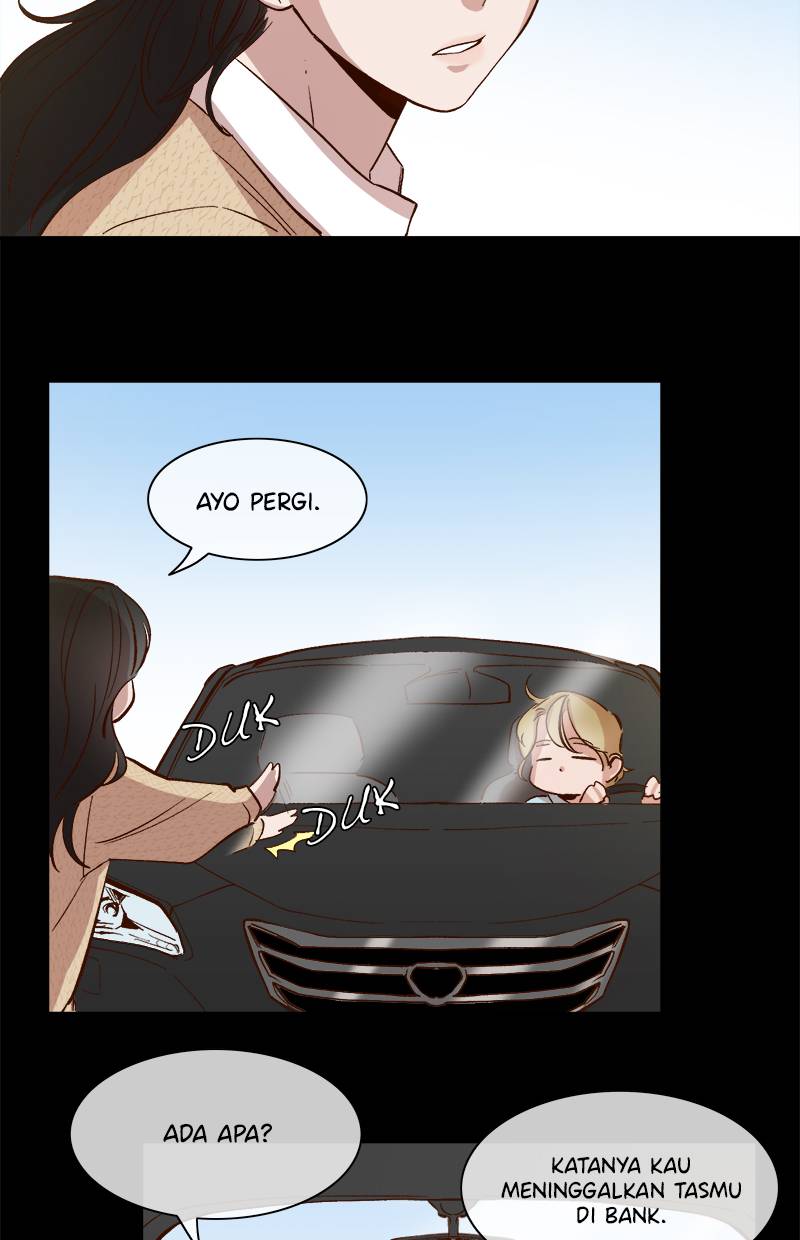 AYO PERGI.
DUK
DUK
ADA APA?
KATANYA KAU
MENINGGALKAN TASMU
DI BANK.